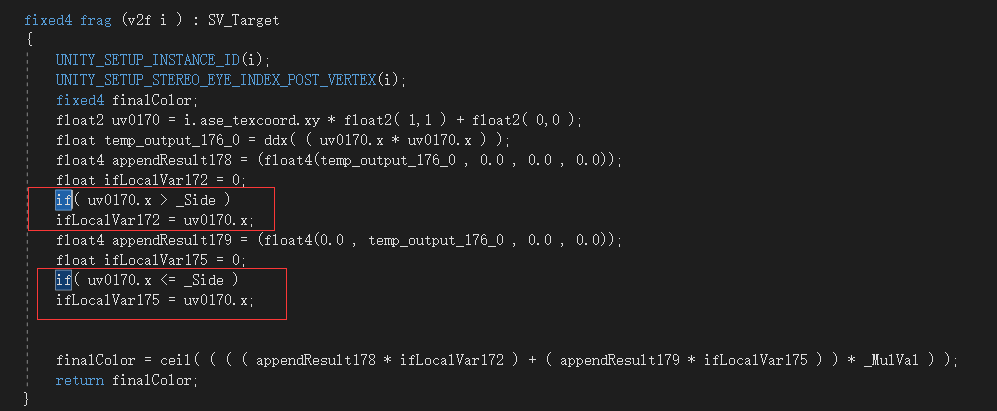 fixed4 frag (v2f i ) : SV_Target
{
UNITY_SETUP_INSTANCE_ID(i);
UNITY_SETUP_STEREO_EYE_INDEX_POST_VERTEX(i);
fixed4 finalColor;
float2 uv0170 = i.ase_texcoord.xy * float2( 1,1 ) + float2( 0,0 );
float temp_output_176_0 = ddx( ( uv0170.x * uv0170.x ) );
float4 appendResult178 = (float4(temp_output_176_0 , 0.0 , 0.0 , 0.0));
float ifLocalVar172 = 0;
if( uv0170.x > _Side )
ifLocalVar172 = uv0170.x;
float4 appendResult179 = (float4(0.0 , temp_output_176_0 , 0.0 , 0.0));
float ifLocalVar175 = 0;
if( uv0170.x <= _Side )
ifLocalVar175 = uv0170.x;
finalColor = ceil( ( ( ( appendResult178 * ifLocalVar172 ) + ( appendResult179 * ifLocalVar175 ) ) * _MulVal ) );
return finalColor;
}